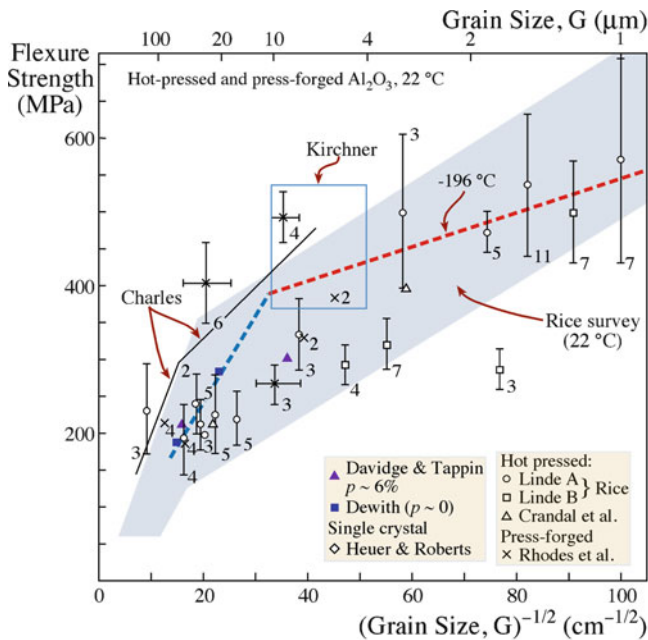 Grain Size, G (μm)
100 20 10 4 2 1
Flexure
Strength
(MPa)
Hot-pressed and press-forged Al₂O₃, 22 °C
600
400
200
0
Kirchner
-196 °C
Charles
Rice survey
(22 °C)
3
4
6
2
2
2
5
11
7
7
5
4
3
3
7
4
3
3
4
4
3
5
5
4
Davidge & Tappin
p ~ 6%
Dewith (p ~ 0)
Single crystal
Heuer & Roberts
Hot pressed:
Linde A
Linde B
} Rice
Crandal et al.
Press-forged
Rhodes et al.
0 20 40 60 80 100
(Grain Size, G)⁻¹/² (cm⁻¹/²)